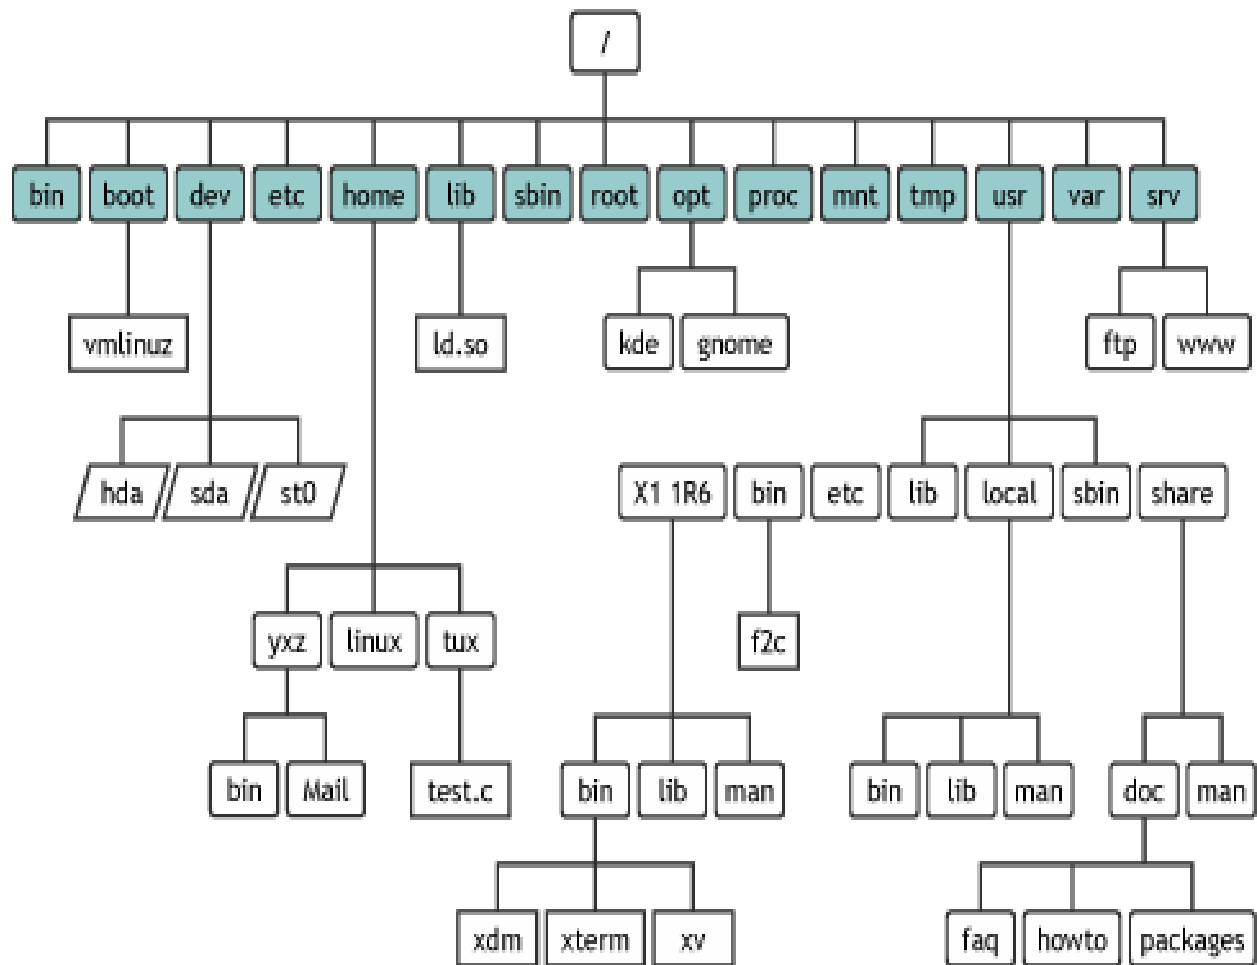 /
bin boot dev etc home lib sbin root opt proc mnt tmp usr var srv
vmlinuz ld.so kde gnome ftp www
hda sda st0 X1 1R6 bin etc lib local sbin share
yxz linux tux f2c
bin Mail test.c bin lib man bin lib man doc man
xdm xterm xv faq howto packages